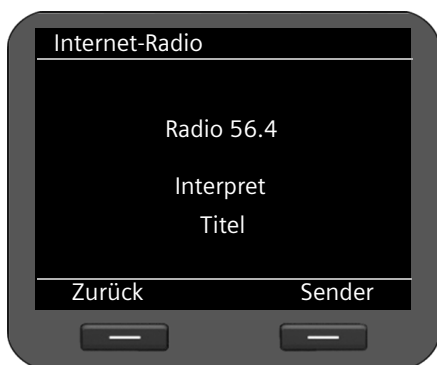 Internet-Radio
Radio 56.4
Interpret
Titel
Zurück Sender